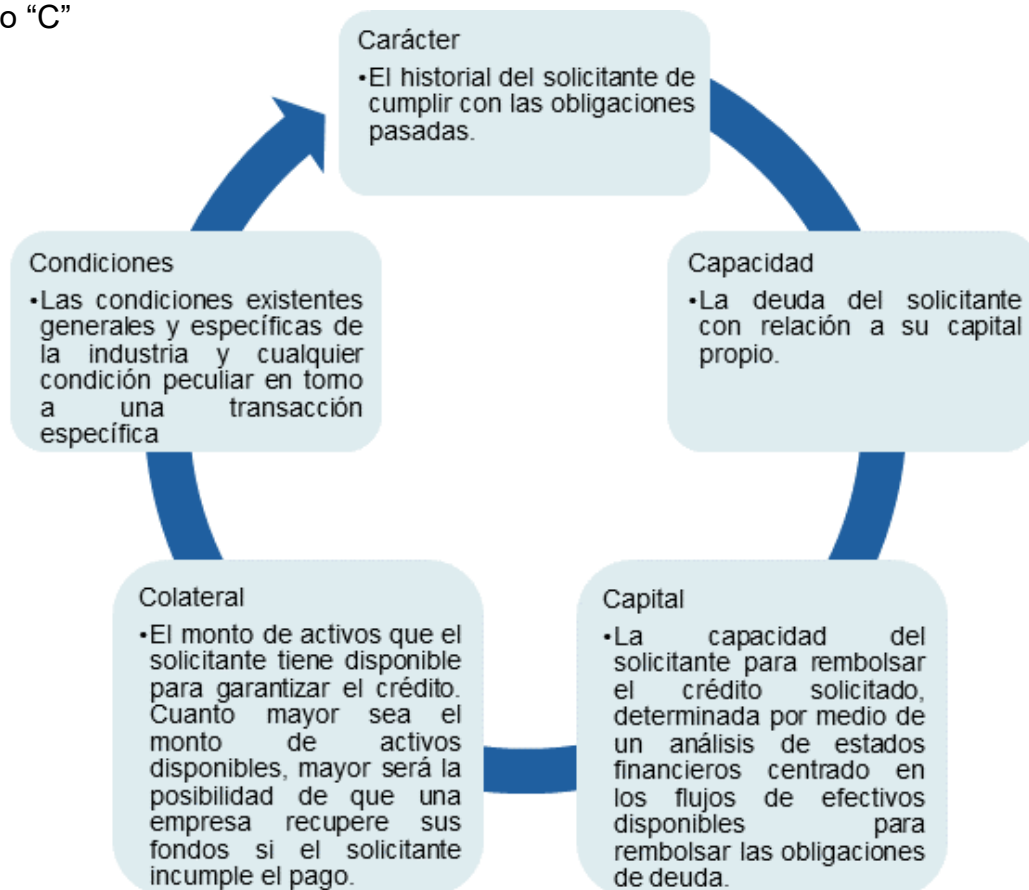 o “C”
Carácter
•El historial del solicitante de
cumplir con las obligaciones
pasadas.
Capacidad
•La deuda del solicitante
con relación a su capital
propio.
Capital
•La capacidad del
solicitante para rembolsar
el crédito solicitado,
determinada por medio de
un análisis de estados
financieros centrado en
los flujos de efectivos
disponibles para
rembolsar las obligaciones
de deuda.
Colateral
•El monto de activos que el
solicitante tiene disponible
para garantizar el crédito.
Cuanto mayor sea el
monto de activos
disponibles, mayor será la
posibilidad de que una
empresa recupere sus
fondos si el solicitante
incumple el pago.
Condiciones
•Las condiciones existentes
generales y específicas de
la industria y cualquier
condición peculiar en torno
a una transacción
específica